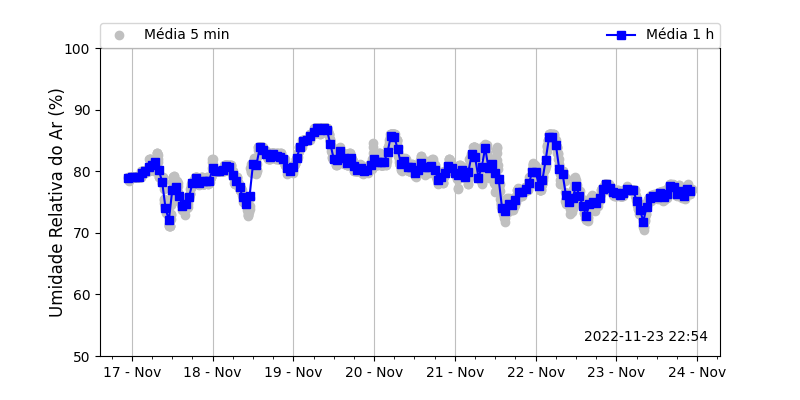 Média 5 min
Média 1 h
Umidade Relativa do Ar (%)
100
90
80
70
60
50
2022-11-23 22:54
17 - Nov
18 - Nov
19 - Nov
20 - Nov
21 - Nov
22 - Nov
23 - Nov
24 - Nov